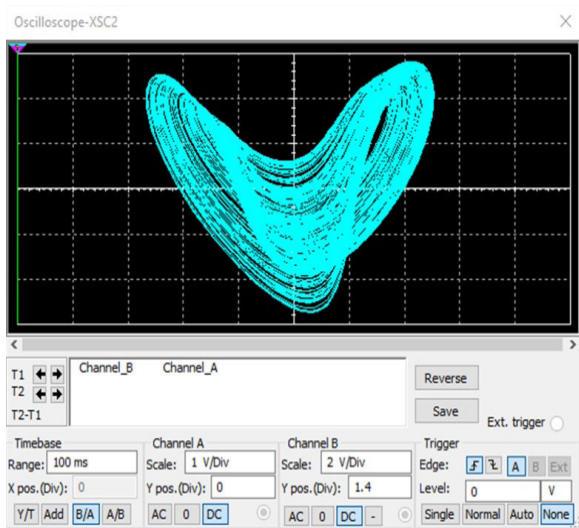 Oscilloscope-XSC2
T1
Channel_B Channel_A
T2
T2-T1
Reverse
Save
Ext. trigger
Timebase
Range: 100 ms
X pos.(Div): 0
Y/T Add B/A A/B
Channel A
Scale: 1 V/Div
Y pos.(Div): 0
AC 0 DC
Channel B
Scale: 2 V/Div
Y pos.(Div): 1.4
AC 0 DC -
Trigger
Edge: A B Ext
Level: 0 V
Single Normal Auto None